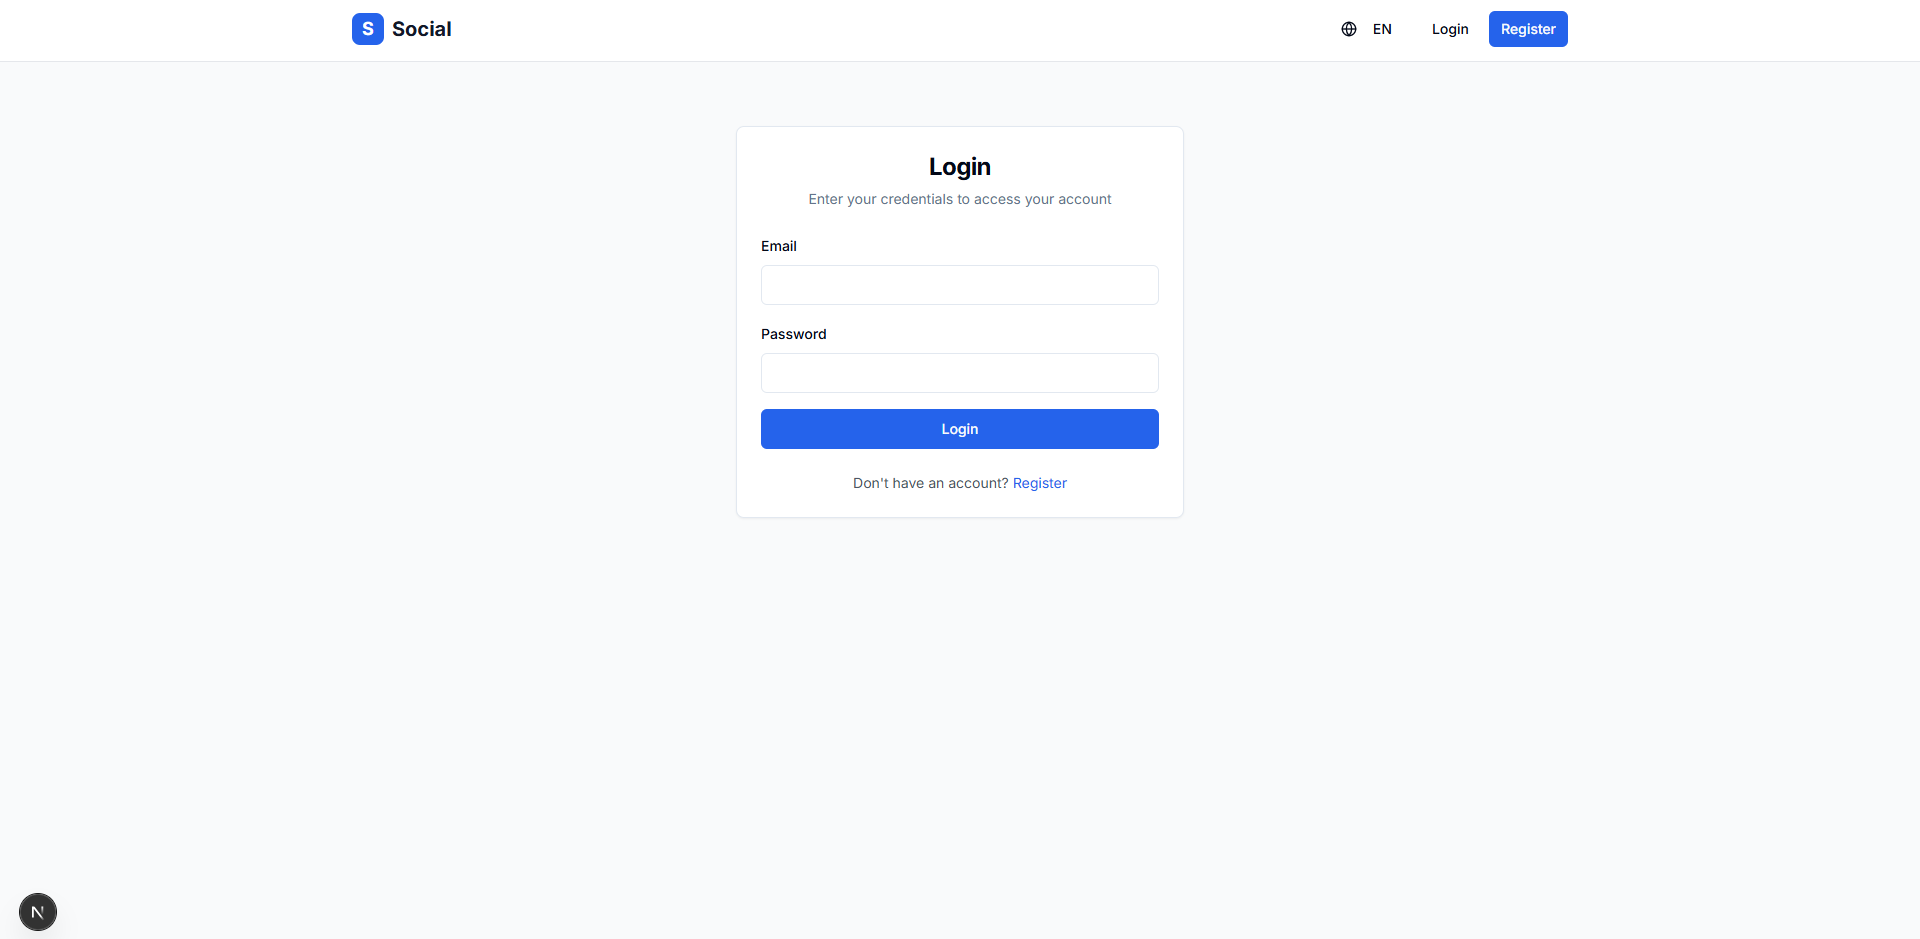 S Social
EN Login Register
Login
Enter your credentials to access your account
Email
Password
Login
Don't have an account? Register
N